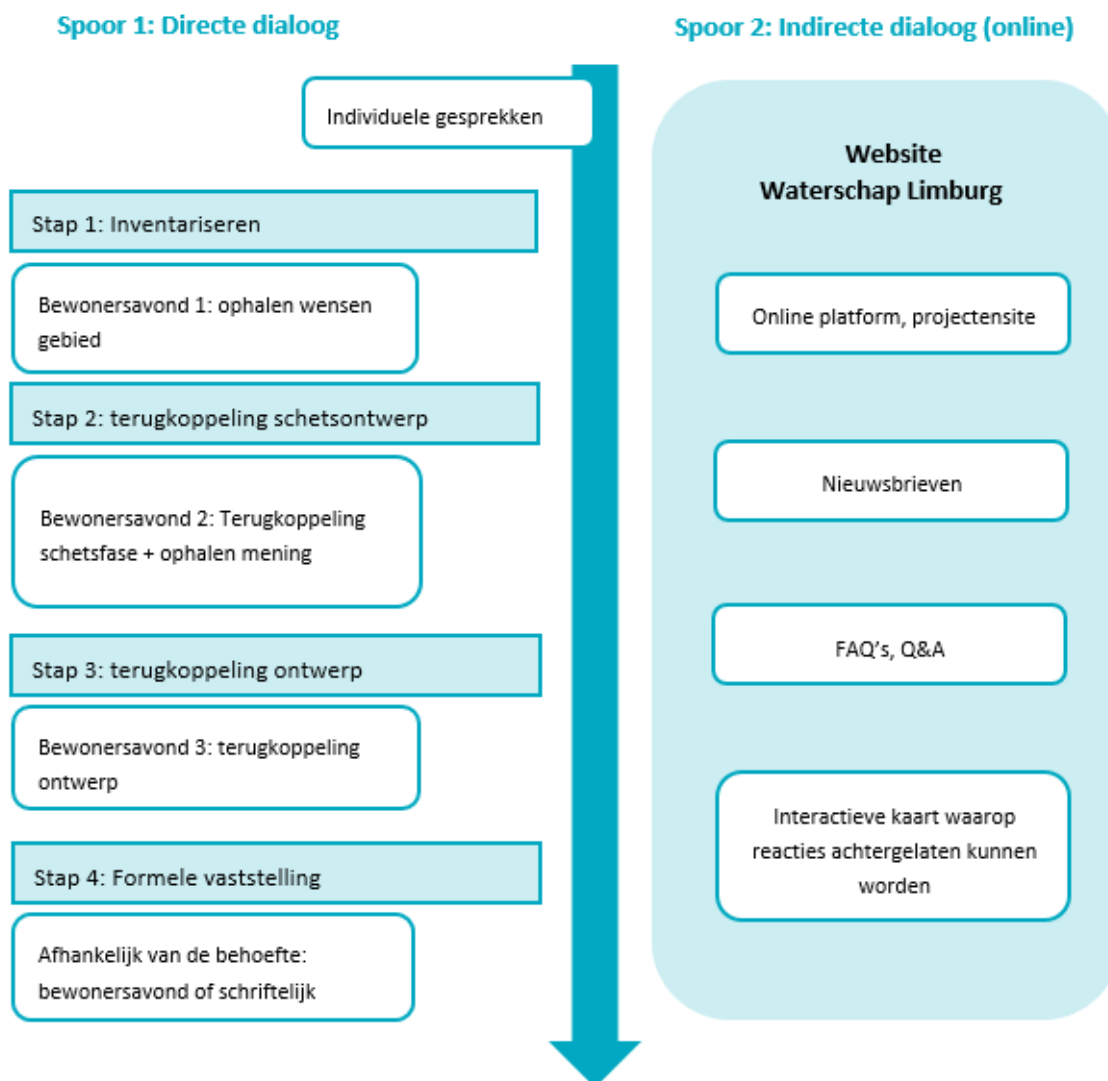 Spoor 1: Directe dialoog
Individuele gesprekken
Stap 1: Inventariseren
Bewonersavond 1: ophalen wensen
gebied
Stap 2: terugkoppeling schetsontwerp
Bewonersavond 2: Terugkoppeling
schetsfase + ophalen mening
Stap 3: terugkoppeling ontwerp
Bewonersavond 3: terugkoppeling
ontwerp
Stap 4: Formele vaststelling
Afhankelijk van de behoefte:
bewonersavond of schriftelijk
Spoor 2: Indirecte dialoog (online)
Website
Waterschap Limburg
Online platform, projectensite
Nieuwsbrieven
FAQ’s, Q&A
Interactieve kaart waarop
reacties achtergelaten kunnen
worden